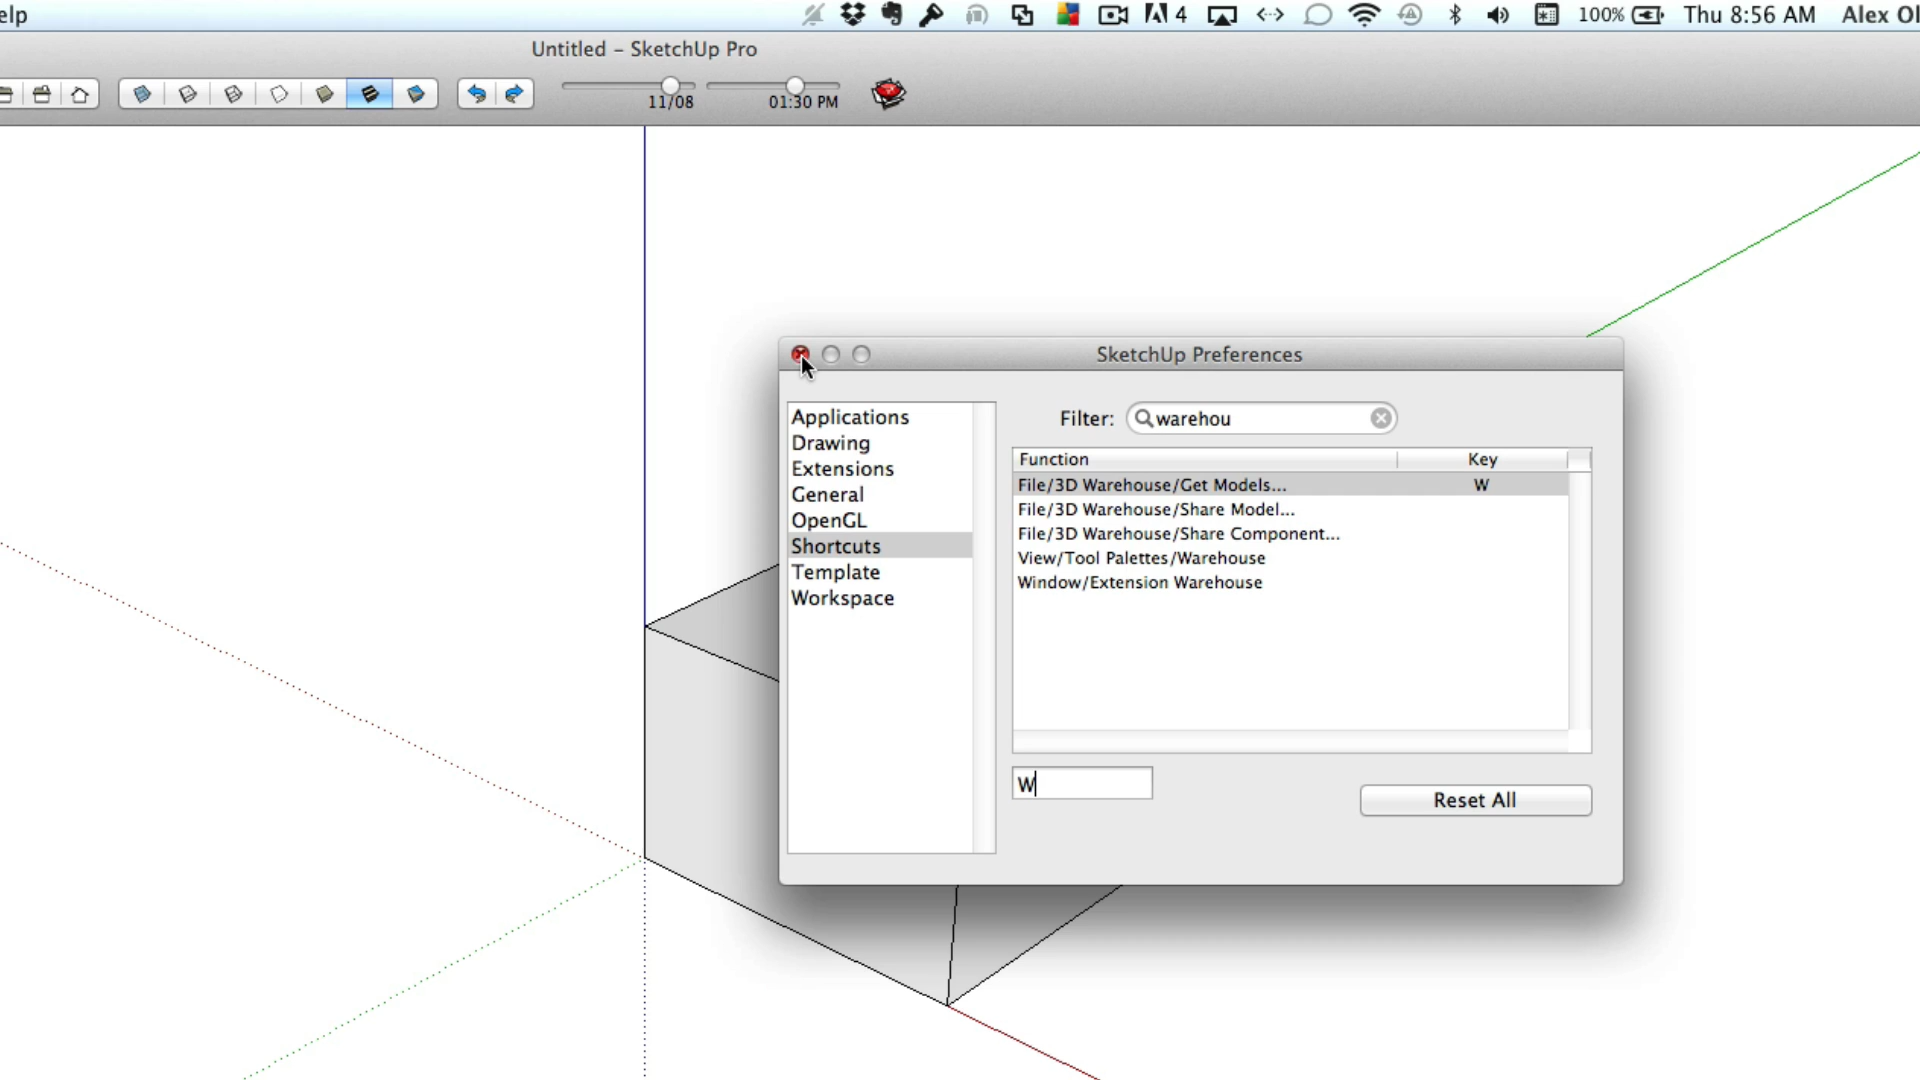 elp
4
100%
Thu 8:56 AM
Alex Ol
Untitled – SketchUp Pro
11/08
01:30 PM
SketchUp Preferences
Applications
Drawing
Extensions
General
OpenGL
Shortcuts
Template
Workspace
Filter:
warehou
Function
Key
File/3D Warehouse/Get Models...
W
File/3D Warehouse/Share Model...
File/3D Warehouse/Share Component...
View/Tool Palettes/Warehouse
Window/Extension Warehouse
W
Reset All